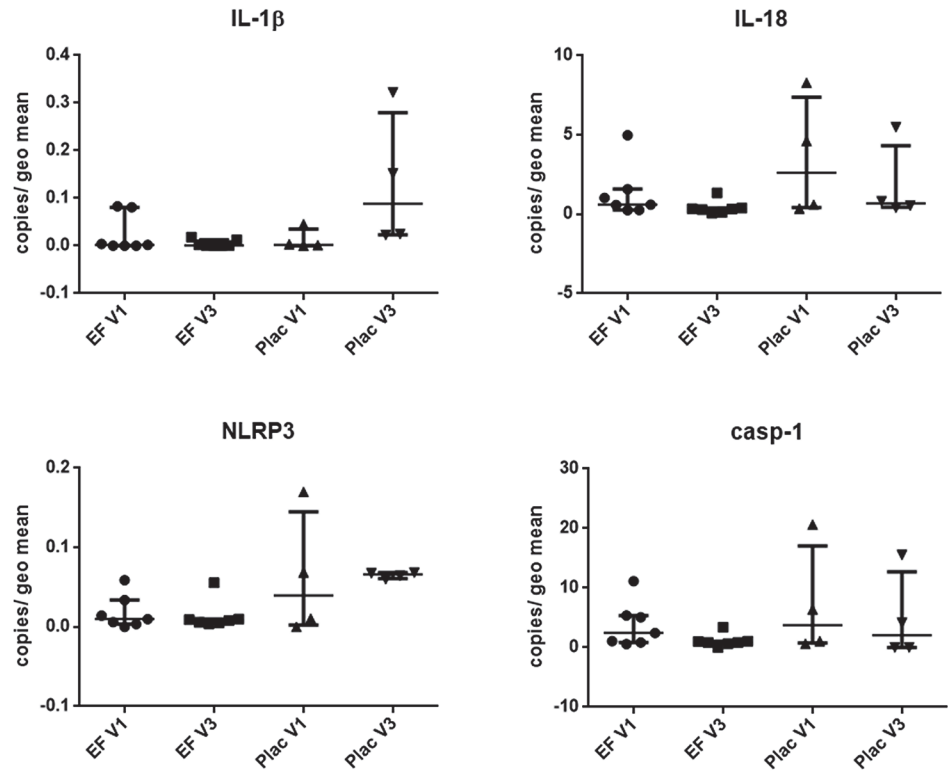 IL-1β
copies/ geo mean
0.4
0.3
0.2
0.1
0.0
-0.1
EF V1
EF V3
Plac V1
Plac V3
IL-18
copies/ geo mean
10
5
0
-5
EF V1
EF V3
Plac V1
Plac V3
NLRP3
copies/ geo mean
0.2
0.1
0.0
-0.1
EF V1
EF V3
Plac V1
Plac V3
casp-1
copies/ geo mean
30
20
10
0
-10
EF V1
EF V3
Plac V1
Plac V3